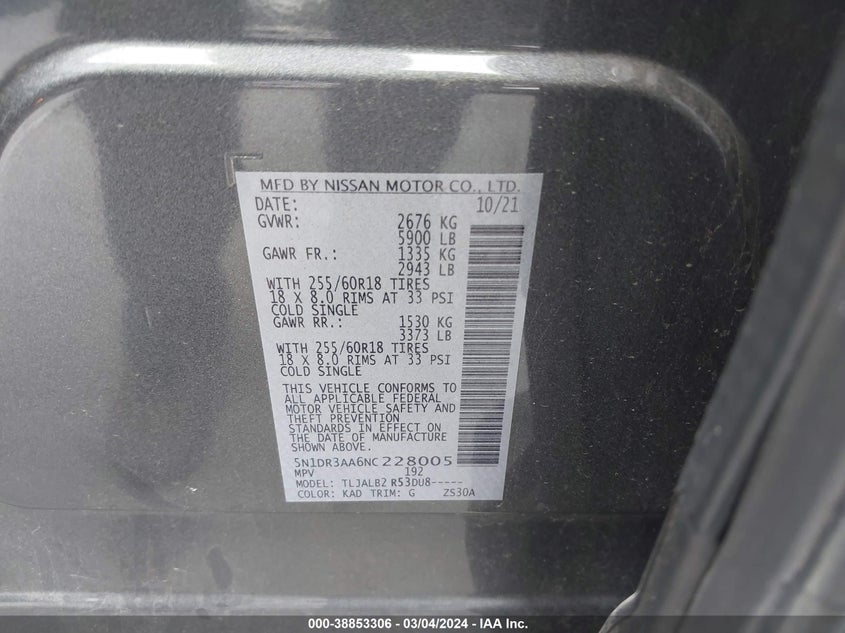 MFD BY NISSAN MOTOR CO., LTD.
DATE: 10/21
GVWR: 2676 KG
5900 LB
GAWR FR.: 1335 KG
2943 LB
WITH 255/60R18 TIRES
18 X 8.0 RIMS AT 33 PSI
COLD SINGLE
GAWR RR.: 1530 KG
3373 LB
WITH 255/60R18 TIRES
18 X 8.0 RIMS AT 33 PSI
COLD SINGLE
THIS VEHICLE CONFORMS TO
ALL APPLICABLE FEDERAL
MOTOR VEHICLE SAFETY AND
THEFT PREVENTION
STANDARDS IN EFFECT ON
THE DATE OF MANUFACTURE
SHOWN ABOVE.
5N1DR3AA6NC228005
MPV 192
MODEL: TLJALB2 R53DU8-----
COLOR: KAD TRIM: G ZS30A
000-38853306 - 03/04/2024 - IAA Inc.